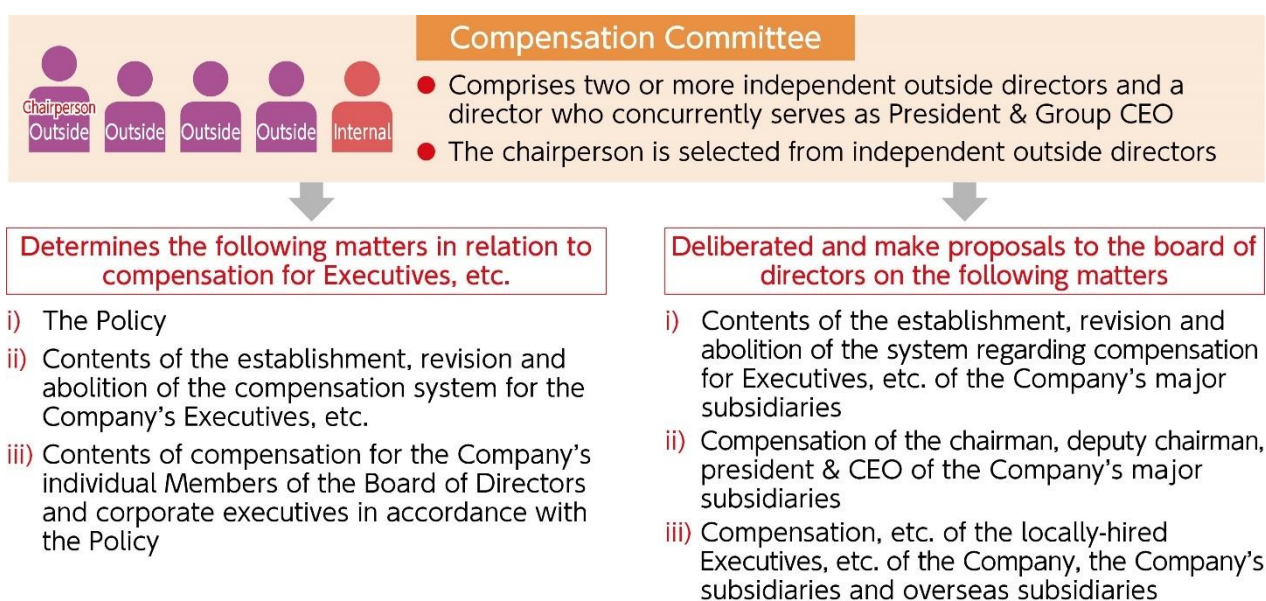 Compensation Committee
Chairperson
Outside
Outside
Outside
Outside
Internal
● Comprises two or more independent outside directors and a
director who concurrently serves as President & Group CEO
● The chairperson is selected from independent outside directors
Determines the following matters in relation to
compensation for Executives, etc.
i) The Policy
ii) Contents of the establishment, revision and
abolition of the compensation system for the
Company's Executives, etc.
iii) Contents of compensation for the Company's
individual Members of the Board of Directors
and corporate executives in accordance with
the Policy
Deliberated and make proposals to the board of
directors on the following matters
i) Contents of the establishment, revision and
abolition of the system regarding compensation
for Executives, etc. of the Company's major
subsidiaries
ii) Compensation of the chairman, deputy chairman,
president & CEO of the Company's major
subsidiaries
iii) Compensation, etc. of the locally-hired
Executives, etc. of the Company, the Company's
subsidiaries and overseas subsidiaries